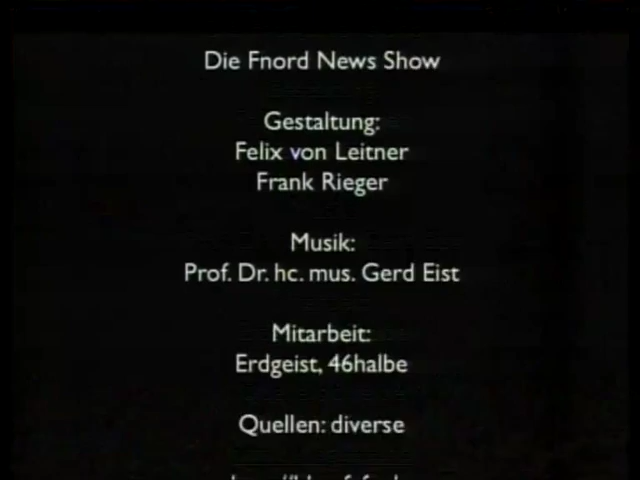 Die Fnord News Show
Gestaltung:
Felix von Leitner
Frank Rieger
Musik:
Prof. Dr. hc. mus. Gerd Eist
Mitarbeit:
Erdgeist, 46halbe
Quellen: diverse